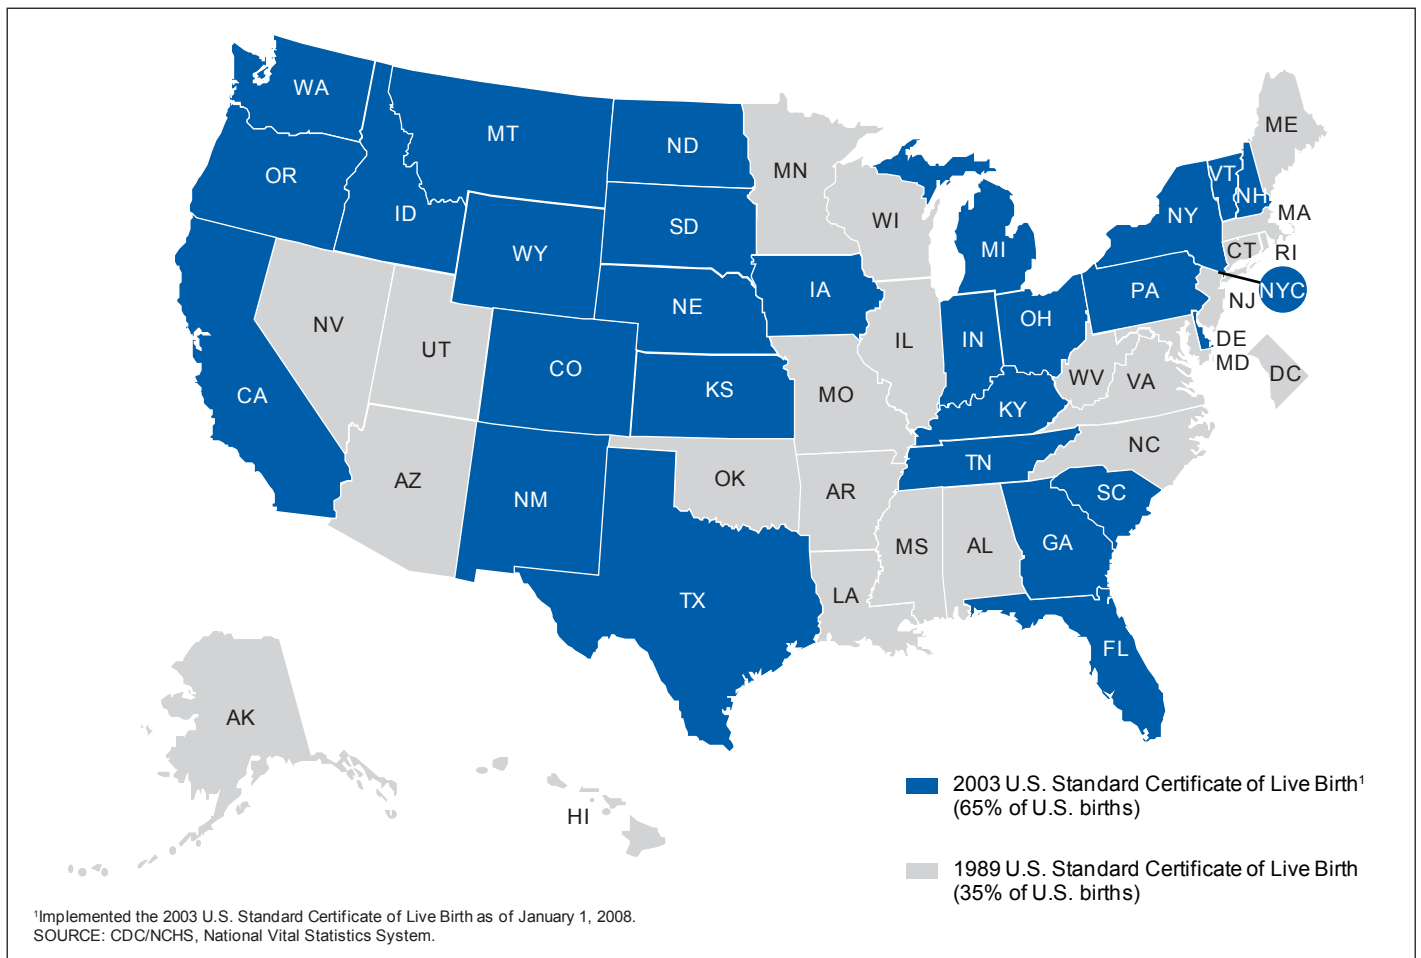 WA
MT
ND
MN
ME
OR
ID
VT
NH
SD
WI
NY
MA
WY
MI
CT
RI
IA
PA
NYC
NE
NJ
NV
OH
UT
IL
IN
DE
CO
MD
KS
WV
VA
DC
CA
MO
KY
NC
AZ
TN
NM
OK
AR
SC
MS
AL
GA
TX
LA
FL
AK
HI
2003 U.S. Standard Certificate of Live Birth¹
(65% of U.S. births)
1989 U.S. Standard Certificate of Live Birth
(35% of U.S. births)
¹Implemented the 2003 U.S. Standard Certificate of Live Birth as of January 1, 2008.
SOURCE: CDC/NCHS, National Vital Statistics System.